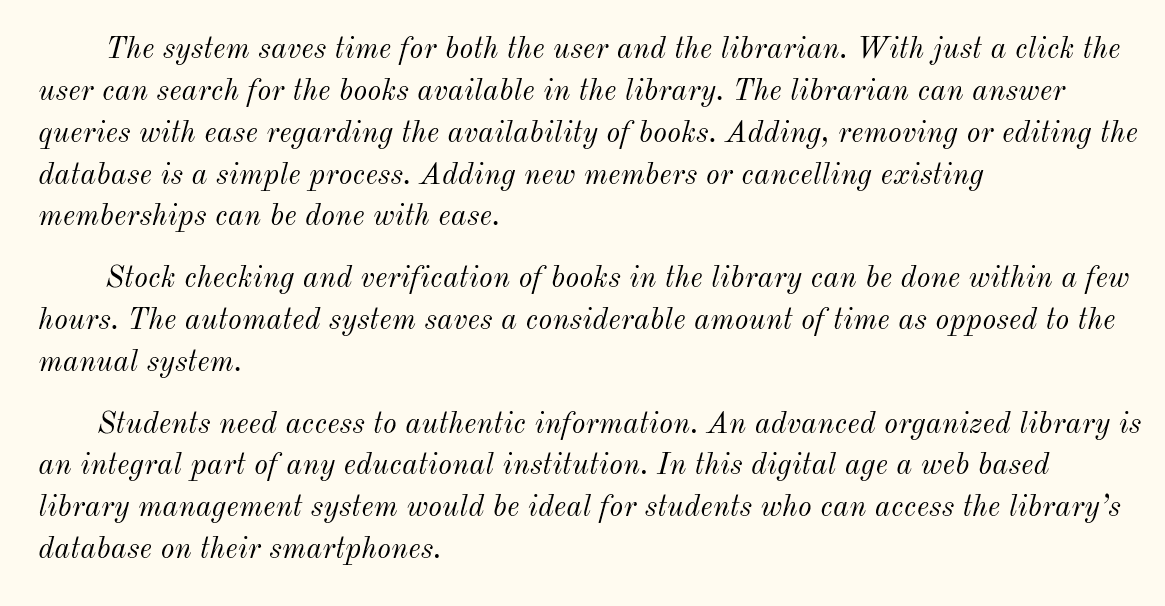 The system saves time for both the user and the librarian. With just a click the
user can search for the books available in the library. The librarian can answer
queries with ease regarding the availability of books. Adding, removing or editing the
database is a simple process. Adding new members or cancelling existing
memberships can be done with ease.
Stock checking and verification of books in the library can be done within a few
hours. The automated system saves a considerable amount of time as opposed to the
manual system.
Students need access to authentic information. An advanced organized library is
an integral part of any educational institution. In this digital age a web based
library management system would be ideal for students who can access the library’s
database on their smartphones.